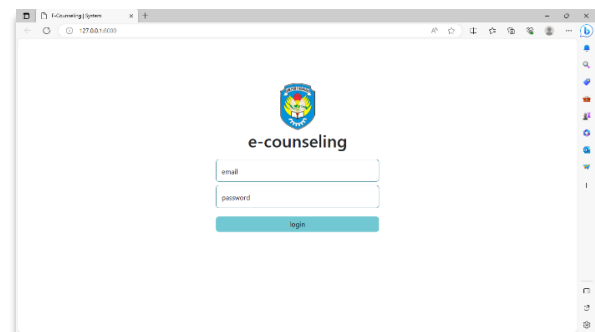 E-Counseling | System
127.0.0.1:8000
e-counseling
email
password
login